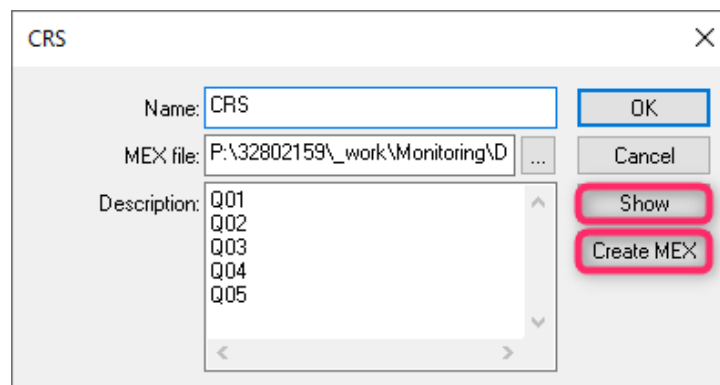 CRS
Name: CRS OK
MEX file: P:\32802159\_work\Monitoring\D ... Cancel
Description: Q01 Show
Q02
Q03 Create MEX
Q04
Q05